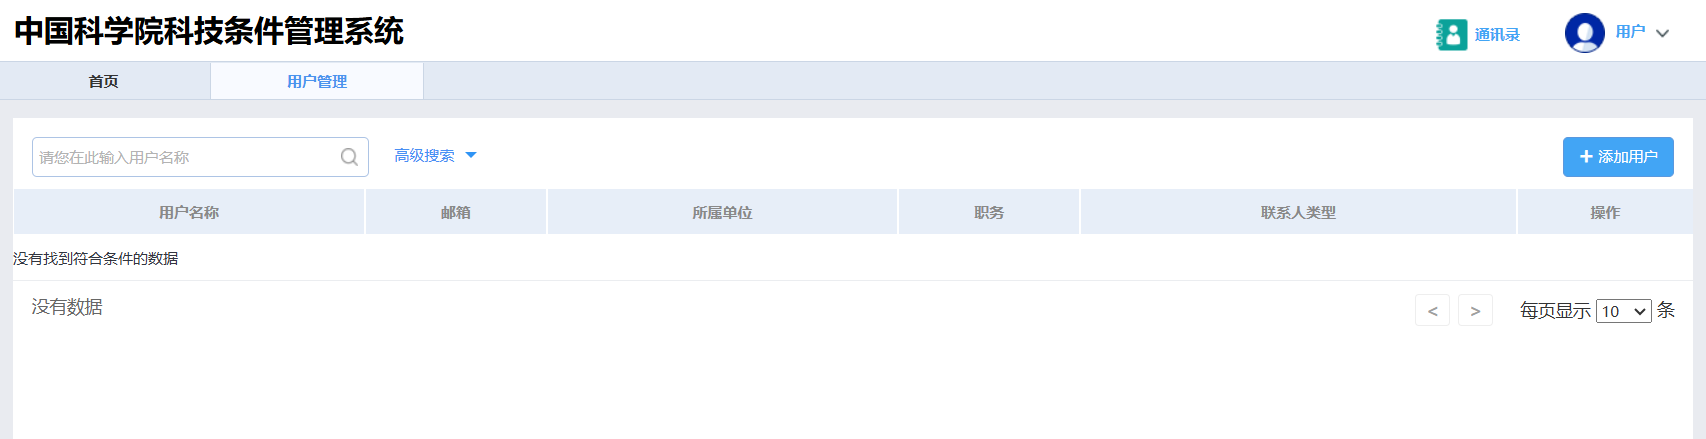 中国科学院科技条件管理系统
通讯录
用户
首页
用户管理
请您在此输入用户名称
高级搜索
+ 添加用户
用户名称
邮箱
所属单位
职务
联系人类型
操作
没有找到符合条件的数据
没有数据
< > 每页显示 10 条